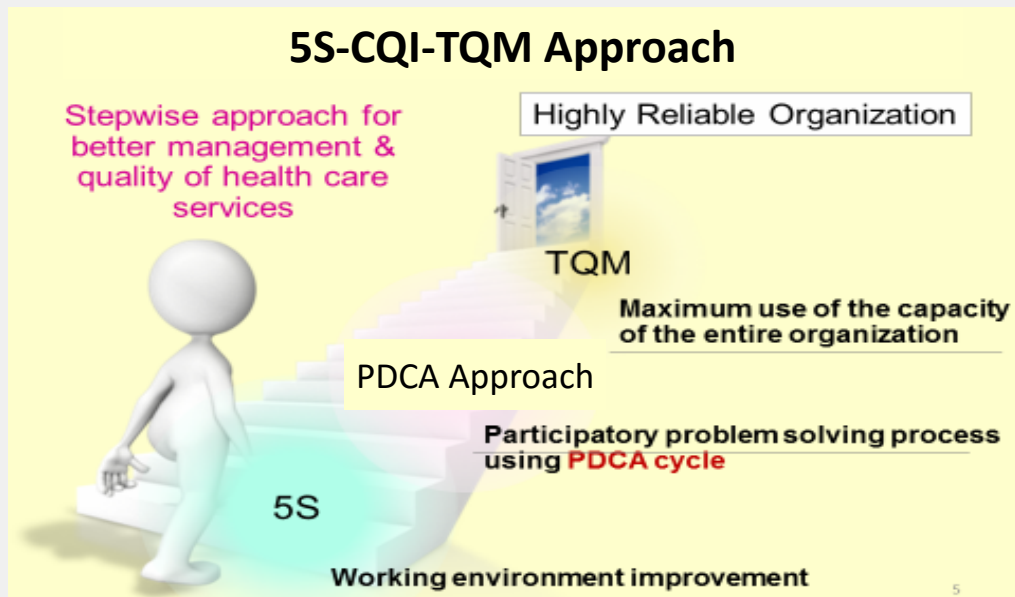 5S-CQI-TQM Approach
Stepwise approach for
better management &
quality of health care
services
Highly Reliable Organization
TQM
Maximum use of the capacity
of the entire organization
PDCA Approach
Participatory problem solving process
using PDCA cycle
5S
Working environment improvement
5